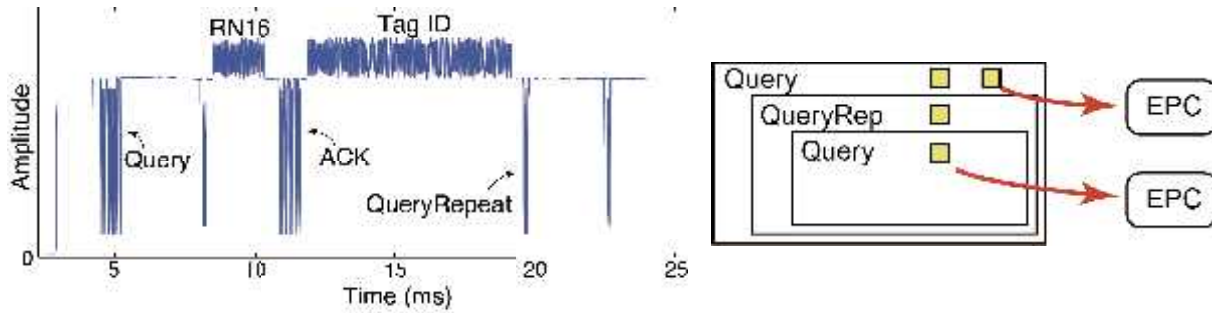 RN16
Tag ID
Amplitude
Query
ACK
QueryRepeat
0
5
10
15
20
25
Time (ms)
Query
QueryRep
Query
EPC
EPC